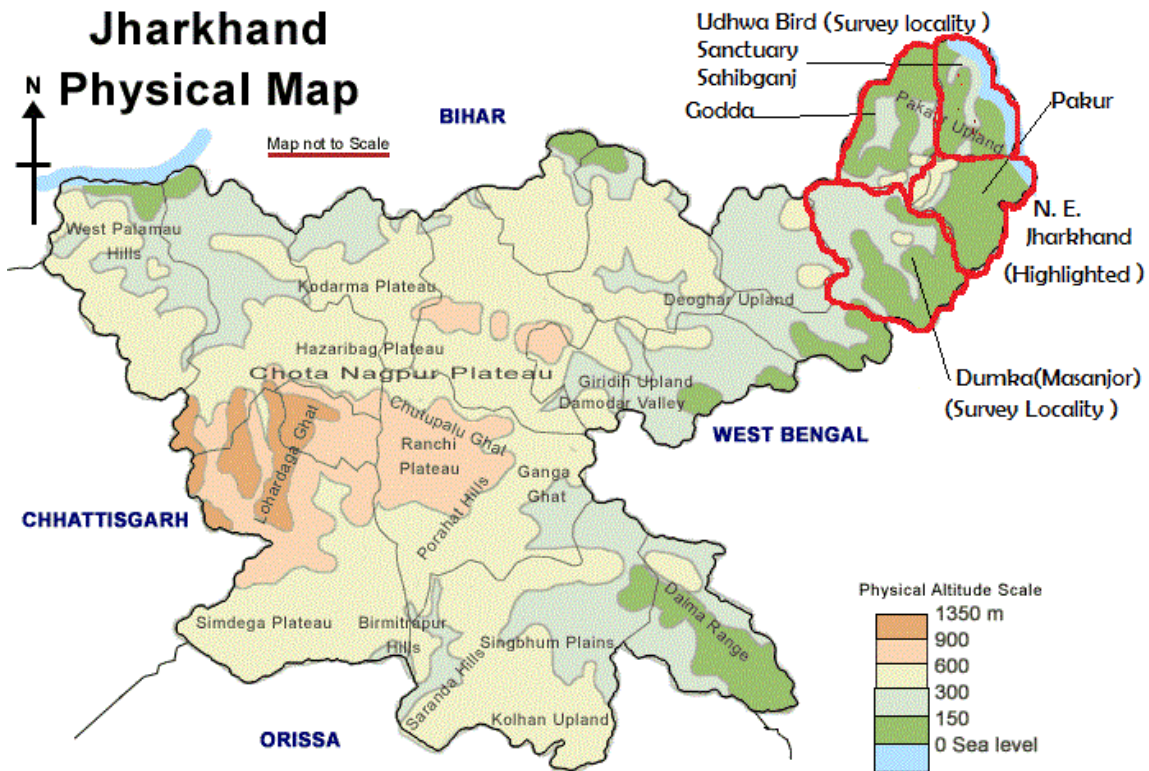 Jharkhand
Physical Map
N
Map not to Scale
BIHAR
Udhwa Bird (Survey locality )
Sanctuary
Sahibganj
Godda
Pakur Upland
Pakur
N. E.
Jharkhand
(Highlighted )
West Palamau
Hills
Kodarma Plateau
Deoghar Upland
Hazaribag Plateau
Chota Nagpur Plateau
Giridih Upland
Damodar Valley
Dumka(Masanjor)
(Survey Locality )
WEST BENGAL
Lohardaga Ghat
Chutupalu Ghat
Ranchi
Plateau
Ganga
Ghat
Porahat Hills
CHHATTISGARH
Simdega Plateau
Birmitrapur
Hills
Singbhum Plains
Dalma Range
Saranda Hills
Kolhan Upland
ORISSA
Physical Altitude Scale
1350 m
900
600
300
150
0 Sea level